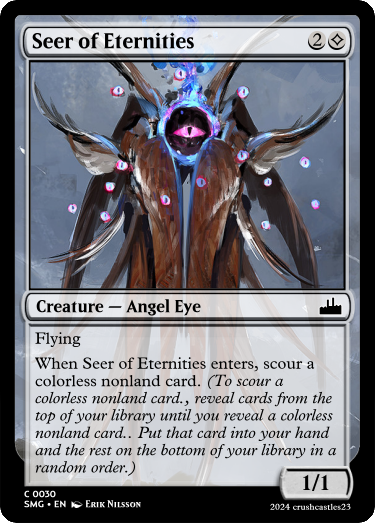 Seer of Eternities 2
Creature — Angel Eye
Flying
When Seer of Eternities enters, scour a
colorless nonland card. (To scour a
colorless nonland card., reveal cards from the
top of your library until you reveal a colorless
nonland card.. Put that card into your hand
and the rest on the bottom of your library in a
random order.)
1/1
C 0030
SMG • EN Erik Nilsson
2024 crushcastles23